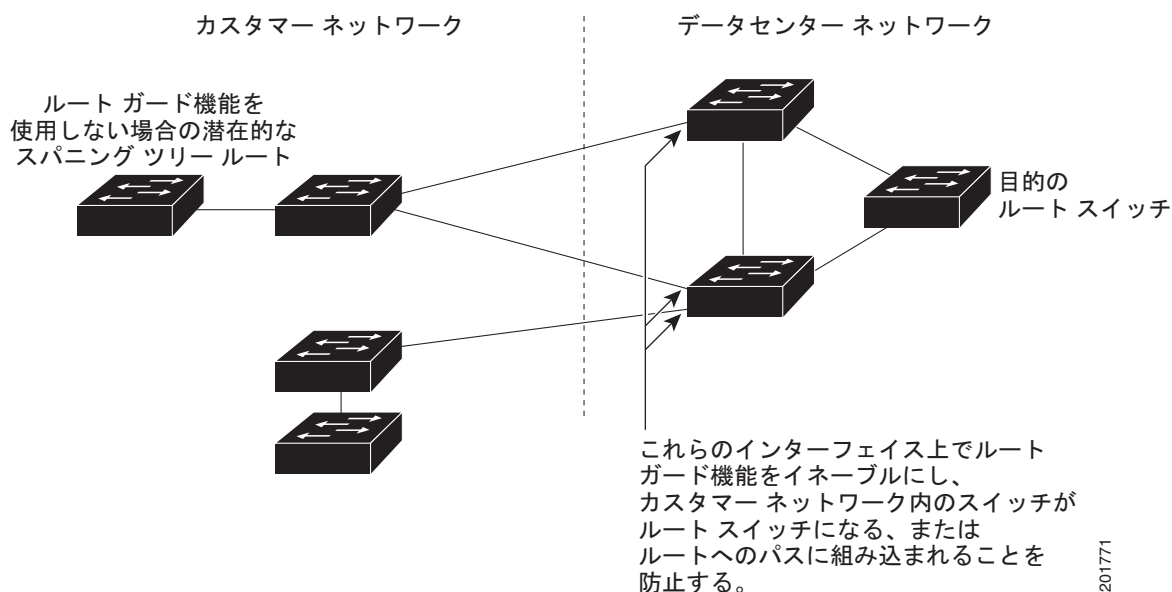 カスタマー ネットワーク
データセンター ネットワーク
ルート ガード機能を
使用しない場合の潜在的な
スパニング ツリー ルート
目的の
ルート スイッチ
これらのインターフェイス上でルート
ガード機能をイネーブルにし、
カスタマー ネットワーク内のスイッチが
ルート スイッチになる、または
ルートへのパスに組み込まれることを
防止する。
201771